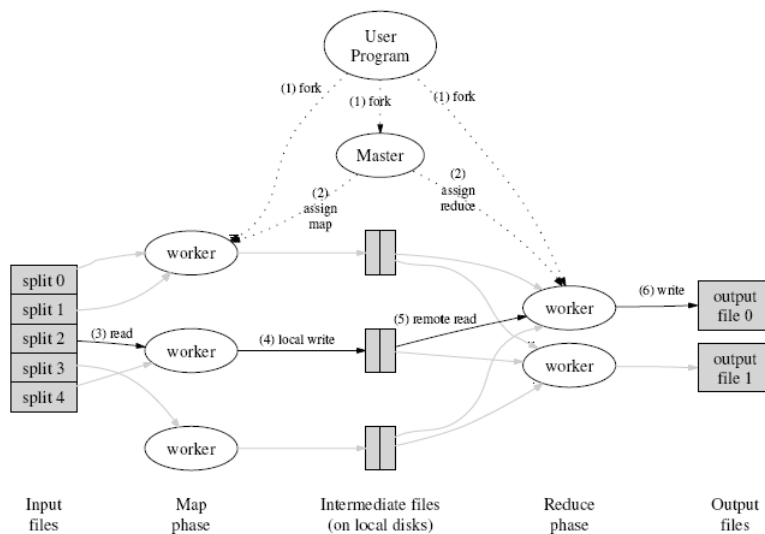 User
Program
(1) fork
(1) fork
(1) fork
Master
(2)
assign
map
(2)
assign
reduce
worker
split 0
split 1
split 2
split 3
split 4
(3) read
worker
(4) local write
(5) remote read
worker
(6) write
output
file 0
worker
output
file 1
worker
Input
files
Map
phase
Intermediate files
(on local disks)
Reduce
phase
Output
files